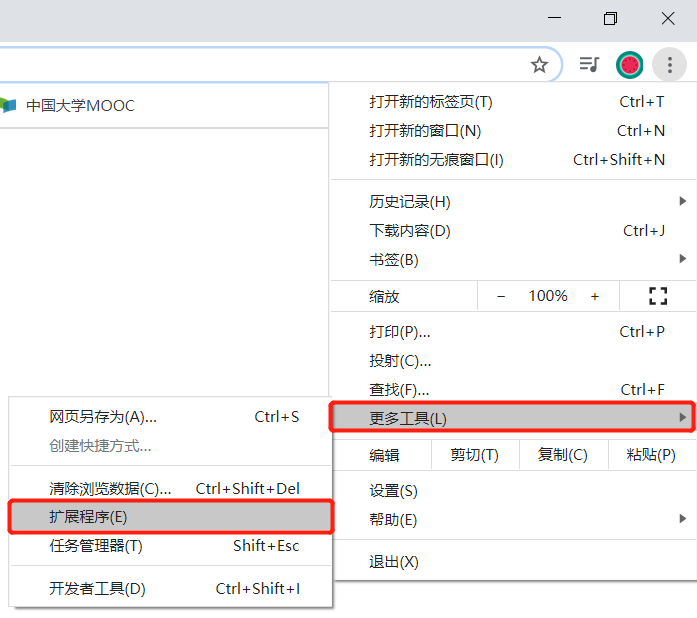 中国大学MOOC
打开新的标签页(T) Ctrl+T
打开新的窗口(N) Ctrl+N
打开新的无痕窗口(I) Ctrl+Shift+N
历史记录(H)
下载内容(D) Ctrl+J
书签(B)
缩放 − 100% +
打印(P)... Ctrl+P
投射(C)...
查找(F)... Ctrl+F
更多工具(L)
编辑 剪切(T) 复制(C) 粘贴(P)
设置(S)
帮助(E)
退出(X)
网页另存为(A)... Ctrl+S
创建快捷方式...
清除浏览数据(C)... Ctrl+Shift+Del
扩展程序(E)
任务管理器(T) Shift+Esc
开发者工具(D) Ctrl+Shift+I